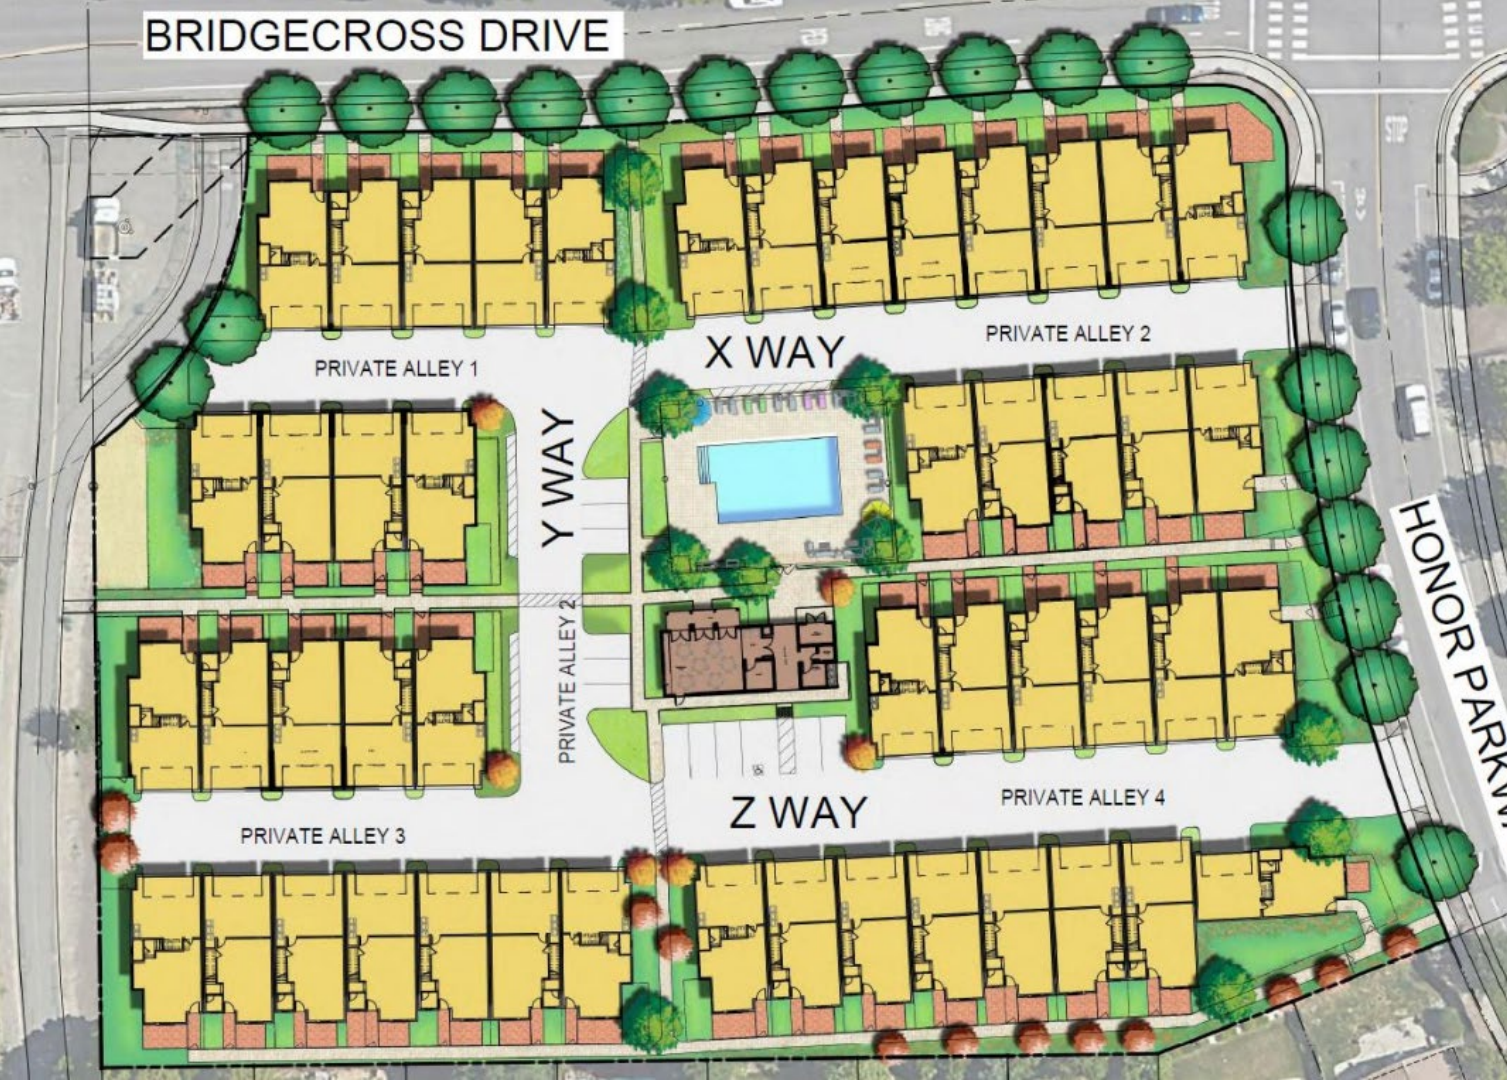 BRIDGECROSS DRIVE
STOP
X WAY
PRIVATE ALLEY 2
PRIVATE ALLEY 1
Y WAY
PRIVATE ALLEY 2
HONOR PARKW
Z WAY
PRIVATE ALLEY 4
PRIVATE ALLEY 3